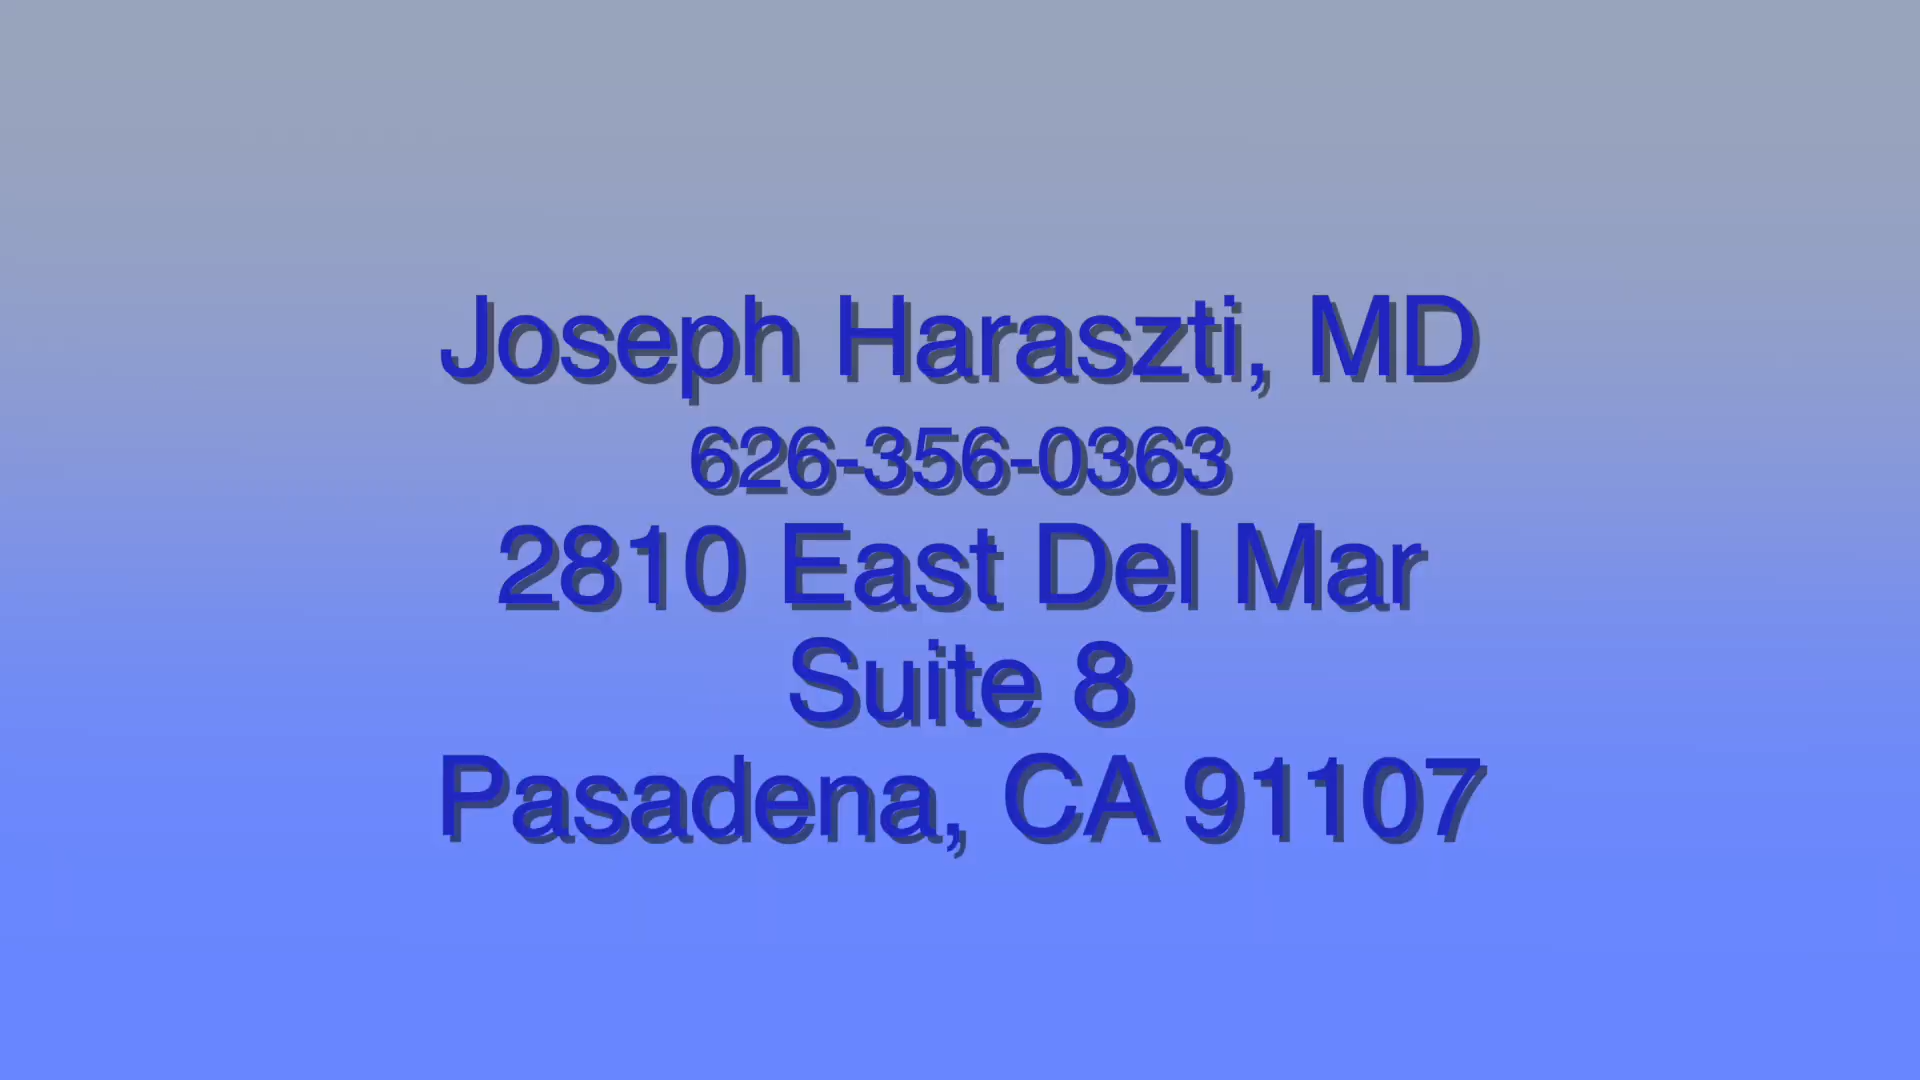 Joseph Haraszti, MD
626-356-0363
2810 East Del Mar
Suite 8
Pasadena, CA 91107